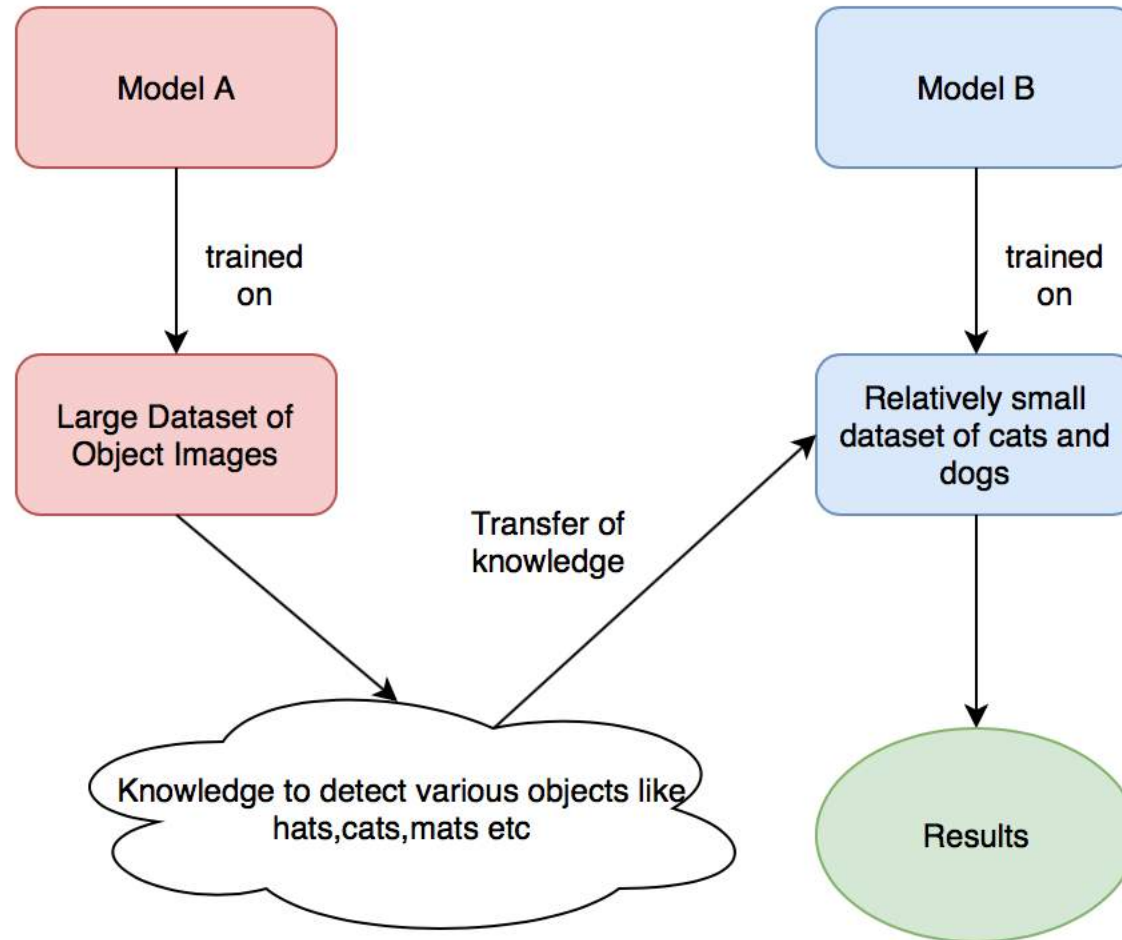 Model A
Model B
trained
on
trained
on
Large Dataset of
Object Images
Relatively small
dataset of cats and
dogs
Transfer of
knowledge
Knowledge to detect various objects like
hats,cats,mats etc
Results